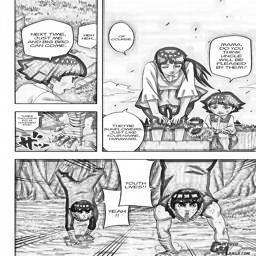 MAMA,
DO YOU
THINK
UNCLE
WILL BE
PLEASED
BY THEM?
OF
COURSE.
THEY'RE
SUNFLOWERS,
JUST LIKE
YOUR NAME,
HIMAWARI.
HEH
HEH...
NEXT TIME,
JUST ME
AND BIG BRO
CAN COME.
YOUTH
LIVES!!
YEAH
!!